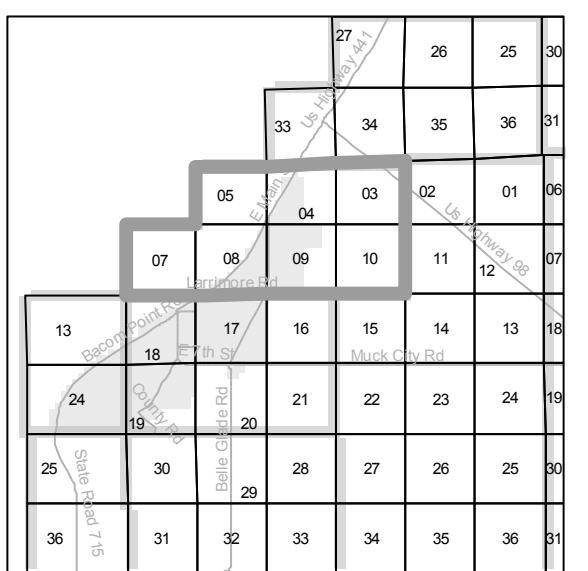 27 26 25 30
Us Highway 441
33 34 35 36 31
05 04 03 02 01 06
E Main S
Us Highway 98
07 08 09 10 11 12 07
Larrimore Rd
Bacom Point Rd
13 18 17 16 15 14 13 18
E 7th St
Muck City Rd
24 19 20 21 22 23 24 19
County Rd
Belle Glade Rd
25 30 29 28 27 26 25 30
State Road 715
36 31 32 33 34 35 36 31